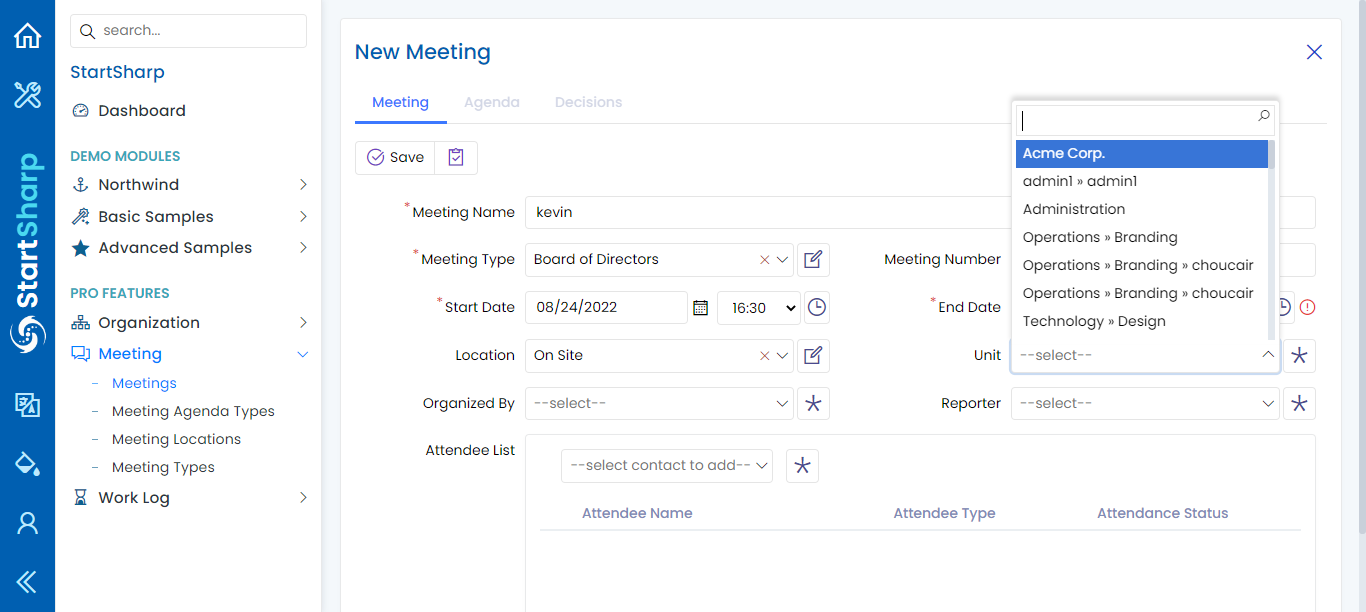 search...
StartSharp
Dashboard
DEMO MODULES
Northwind
Basic Samples
Advanced Samples
PRO FEATURES
Organization
Meeting
Meetings
Meeting Agenda Types
Meeting Locations
Meeting Types
Work Log
StartSharp
New Meeting
Meeting Agenda Decisions
Save
*Meeting Name kevin
*Meeting Type Board of Directors Meeting Number
*Start Date 08/24/2022 16:30 *End Date
Location On Site Unit --select--
Acme Corp.
admin1 » admin1
Administration
Operations » Branding
Operations » Branding » choucair
Operations » Branding » choucair
Technology » Design
Organized By --select-- Reporter --select--
Attendee List
--select contact to add--
Attendee Name Attendee Type Attendance Status